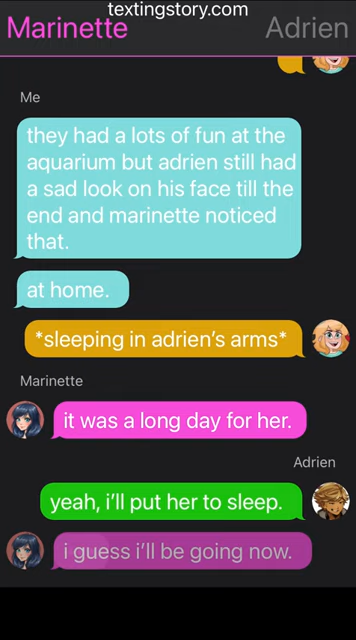 textingstory.com
Marinette Adrien
Me
they had a lots of fun at the
aquarium but adrien still had
a sad look on his face till the
end and marinette noticed
that.
at home.
*sleeping in adrien’s arms*
Marinette
it was a long day for her.
Adrien
yeah, i’ll put her to sleep.
i guess i’ll be going now.